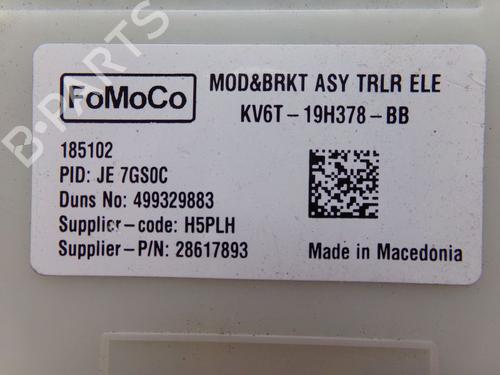 B-PARTS
FoMoCo
MOD&BRKT ASY TRLR ELE
KV6T-19H378-BB
185102
PID: JE 7GS0C
Duns No: 499329883
Supplier-code: H5PLH
Supplier-P/N: 28617893
Made in Macedonia